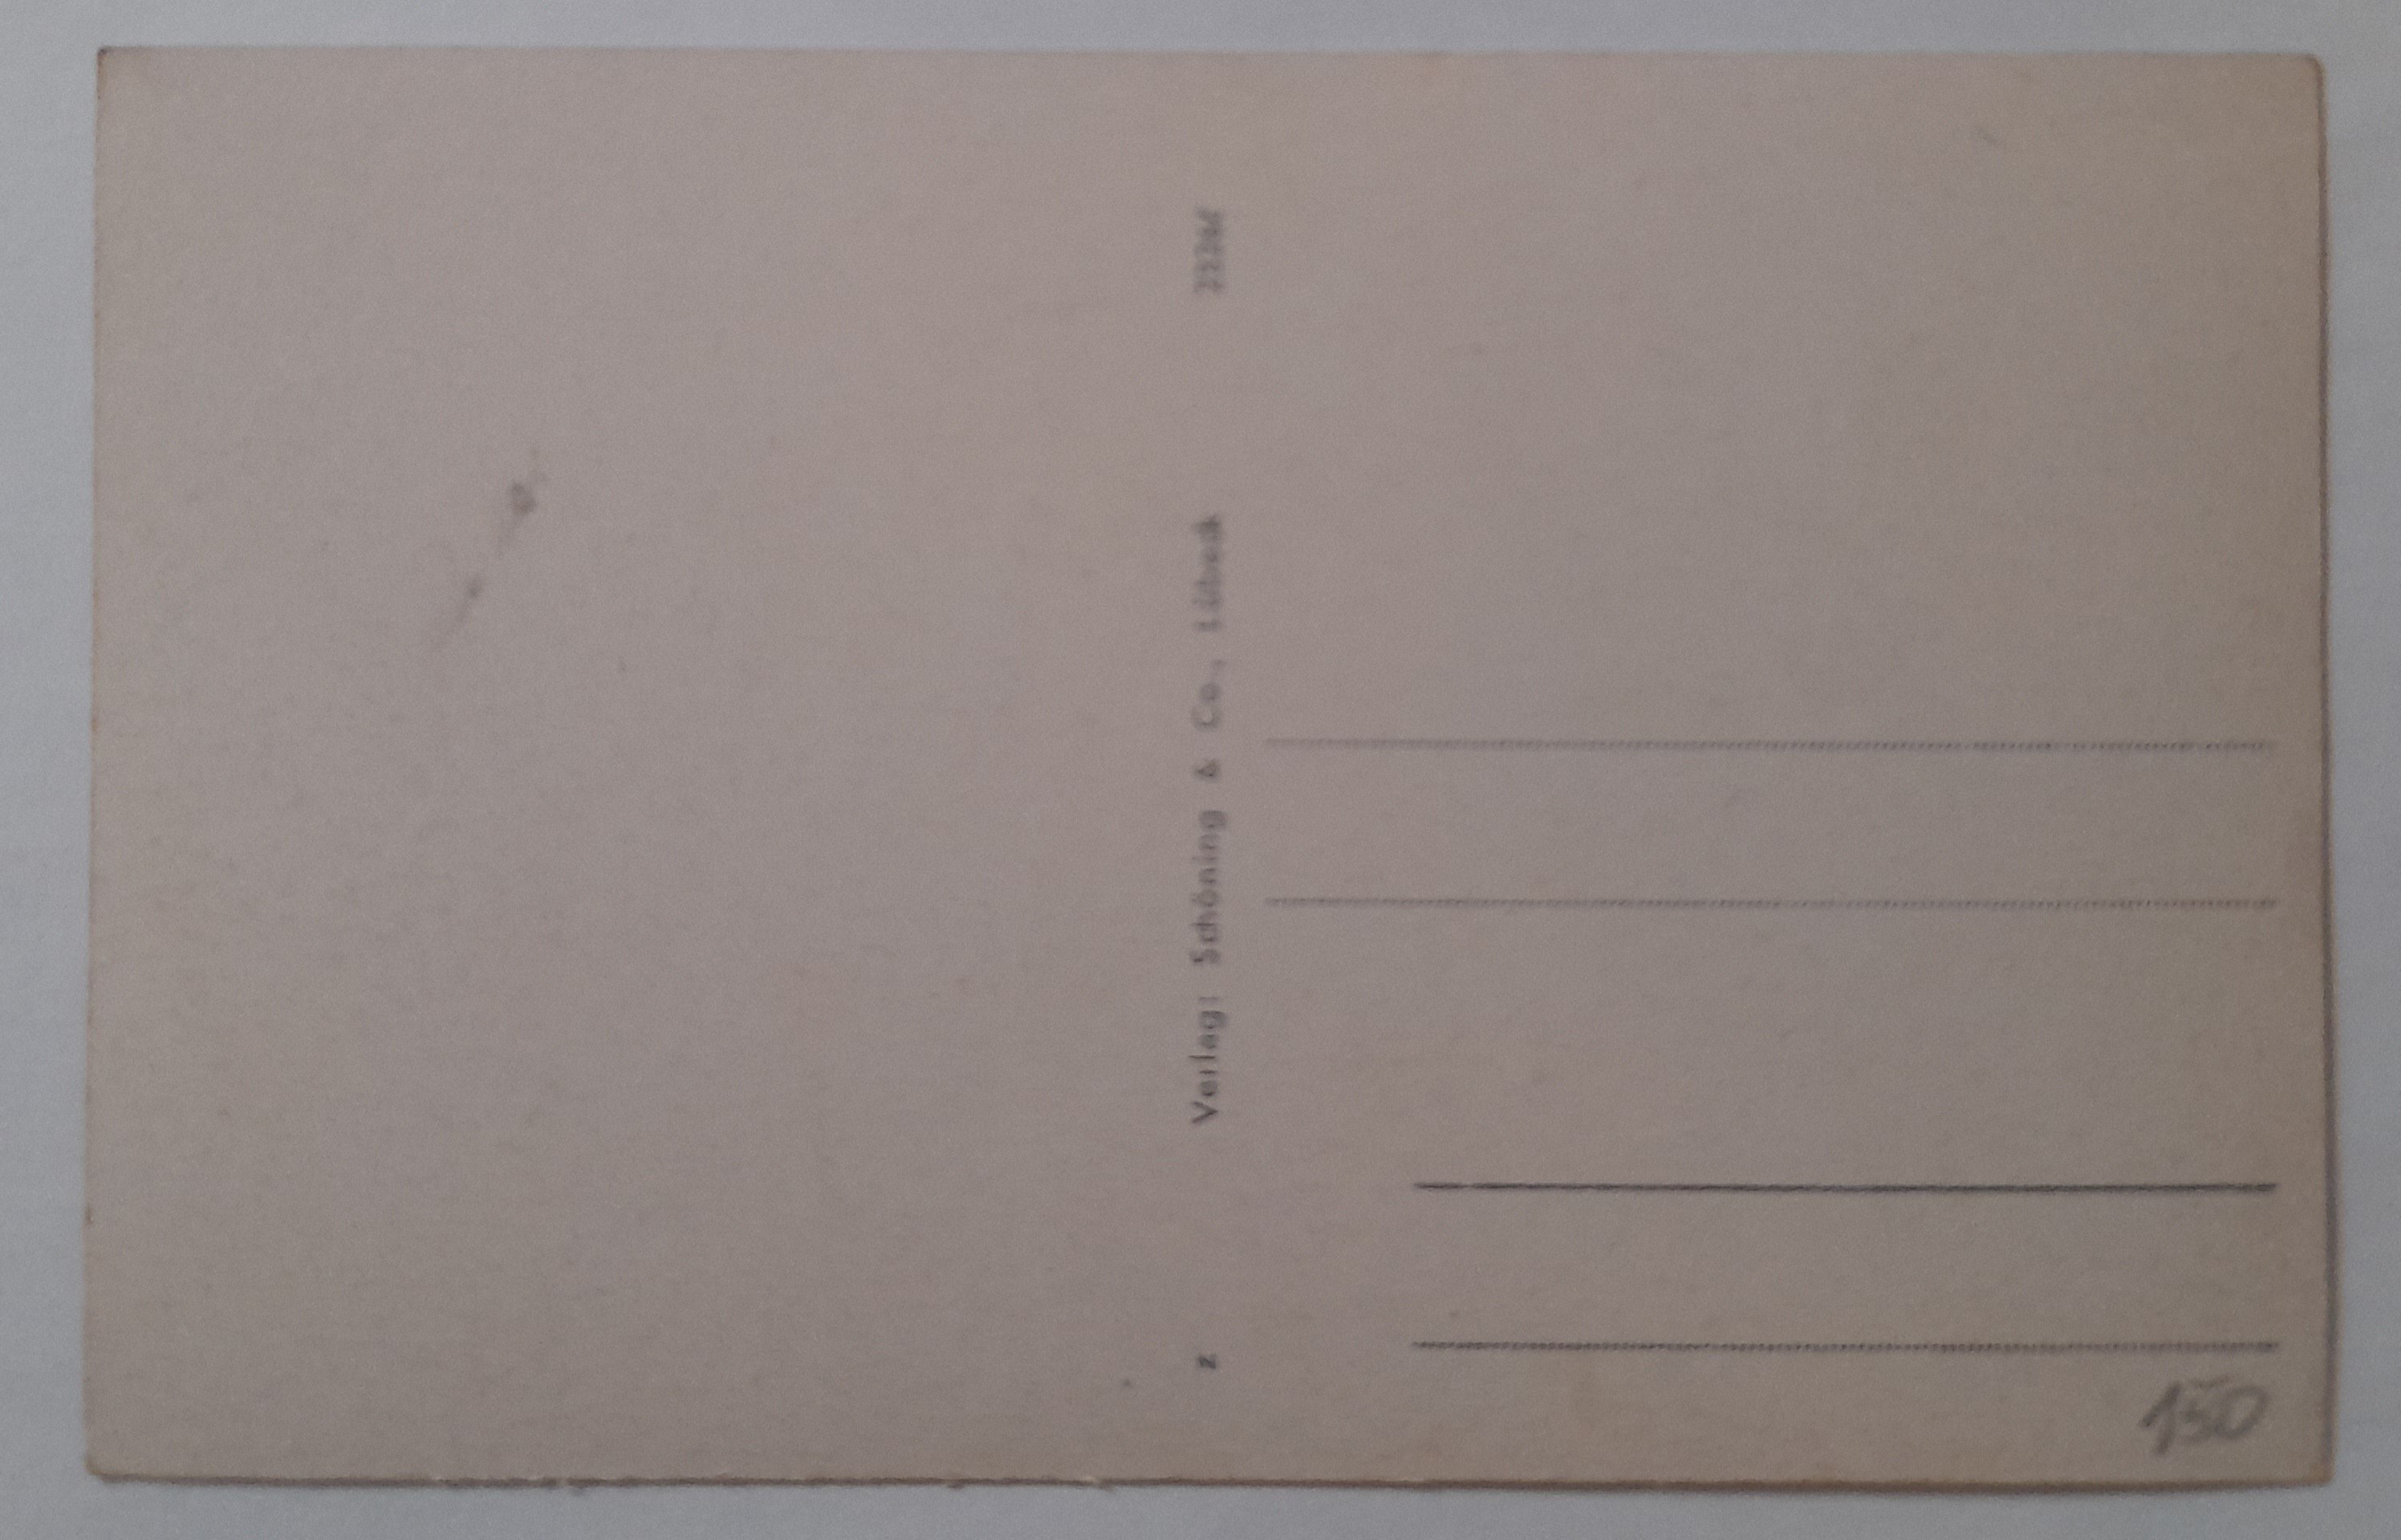 z
Verlag: Schöning & Co., Lübeck
150